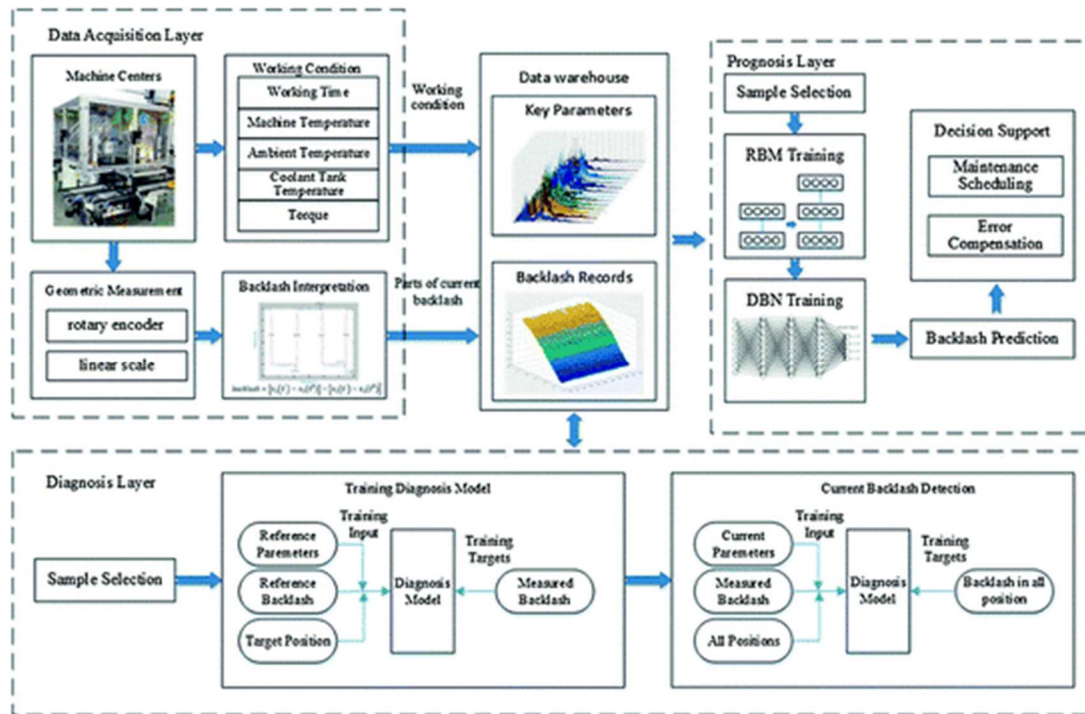 Data Acquisition Layer
Machine Centers
Working Condition
Working Time
Machine Temperature
Ambient Temperature
Coolant Tank
Temperature
Torque
Geometric Measurement
rotary encoder
linear scale
Backlash Interpretation
Working
condition
Parts of current
backlash
Data warehouse
Key Parameters
Backlash Records
Prognosis Layer
Sample Selection
RBM Training
DBN Training
Backlash Prediction
Decision Support
Maintenance
Scheduling
Error
Compensation
Diagnosis Layer
Sample Selection
Training Diagnosis Model
Reference
Paremeters
Reference
Backlash
Target Position
Training
Input
Diagnosis
Model
Training
Targets
Measured
Backlash
Current Backlash Detection
Current
Paremeters
Measured
Backlash
All Positions
Training
Input
Diagnosis
Model
Training
Targets
Backlash in all
position